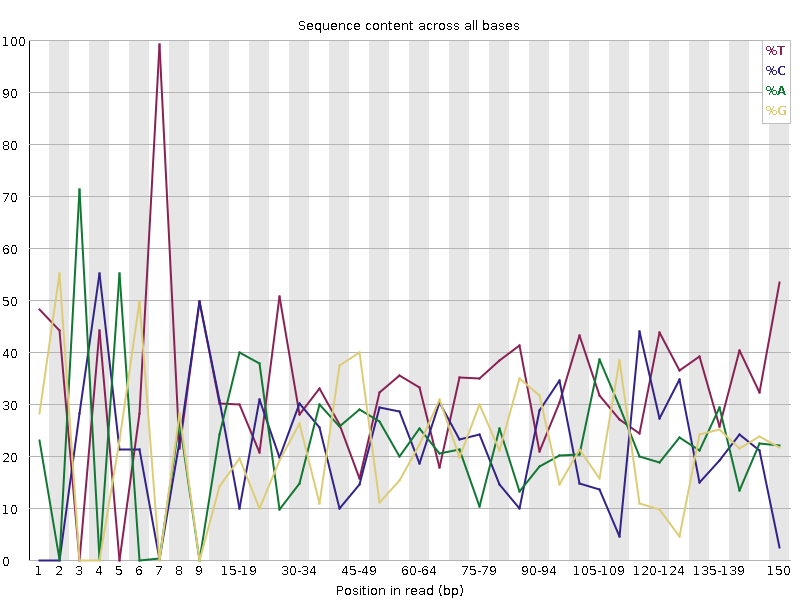 Sequence content across all bases
100
90
80
70
60
50
40
30
20
10
0
%T
%C
%A
%G
1 2 3 4 5 6 7 8 9 15-19 30-34 45-49 60-64 75-79 90-94 105-109 120-124 135-139 150
Position in read (bp)